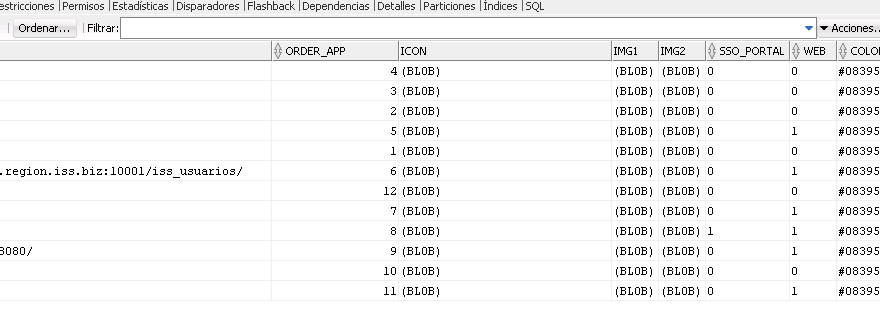 estricciones | Permisos | Estadísticas | Disparadores | Flashback | Dependencias | Detalles | Particiones | Índices | SQL
Ordenar... Filtrar: Acciones...
ORDER_APP ICON IMG1 IMG2 SSO_PORTAL WEB COLO
4 (BLOB) (BLOB) (BLOB) 0 0 #08395
3 (BLOB) (BLOB) (BLOB) 0 0 #08395
2 (BLOB) (BLOB) (BLOB) 0 0 #08395
5 (BLOB) (BLOB) (BLOB) 0 1 #08395
1 (BLOB) (BLOB) (BLOB) 0 0 #08395
.region.iss.biz:10001/iss_usuarios/ 6 (BLOB) (BLOB) (BLOB) 0 1 #08395
12 (BLOB) (BLOB) (BLOB) 0 0 #08395
7 (BLOB) (BLOB) (BLOB) 0 1 #08395
8 (BLOB) (BLOB) (BLOB) 1 1 #08395
8080/ 9 (BLOB) (BLOB) (BLOB) 0 1 #08395
10 (BLOB) (BLOB) (BLOB) 0 0 #08395
11 (BLOB) (BLOB) (BLOB) 0 1 #08395